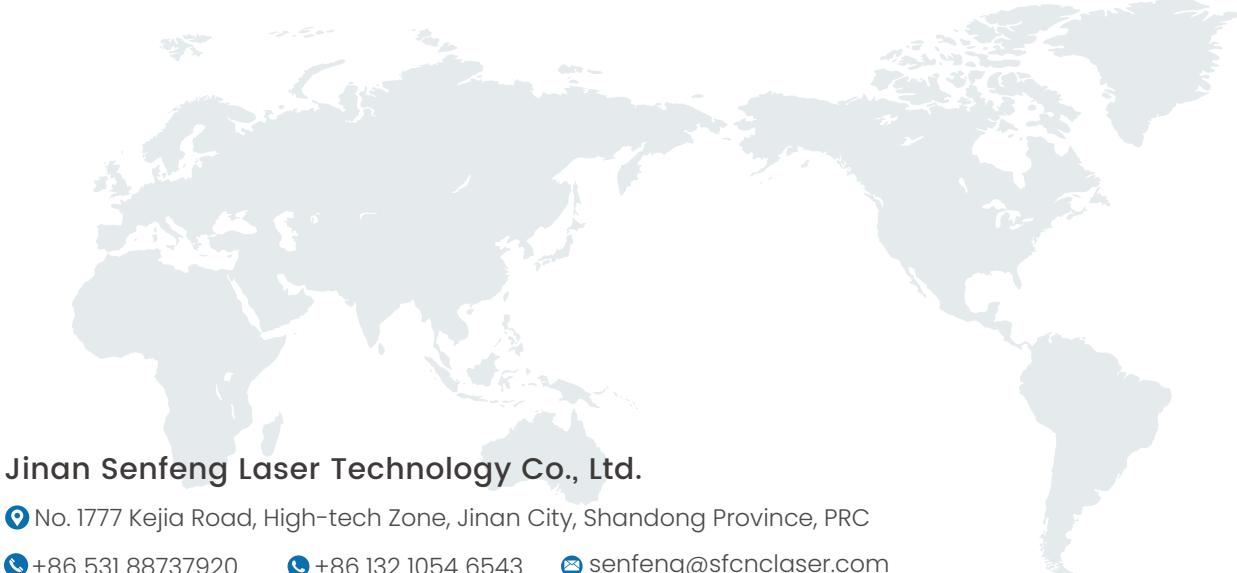 Jinan Senfeng Laser Technology Co., Ltd.
No. 1777 Kejia Road, High-tech Zone, Jinan City, Shandong Province, PRC
+86 531 88737920 +86 132 1054 6543 senfeng@sfcnclaser.com